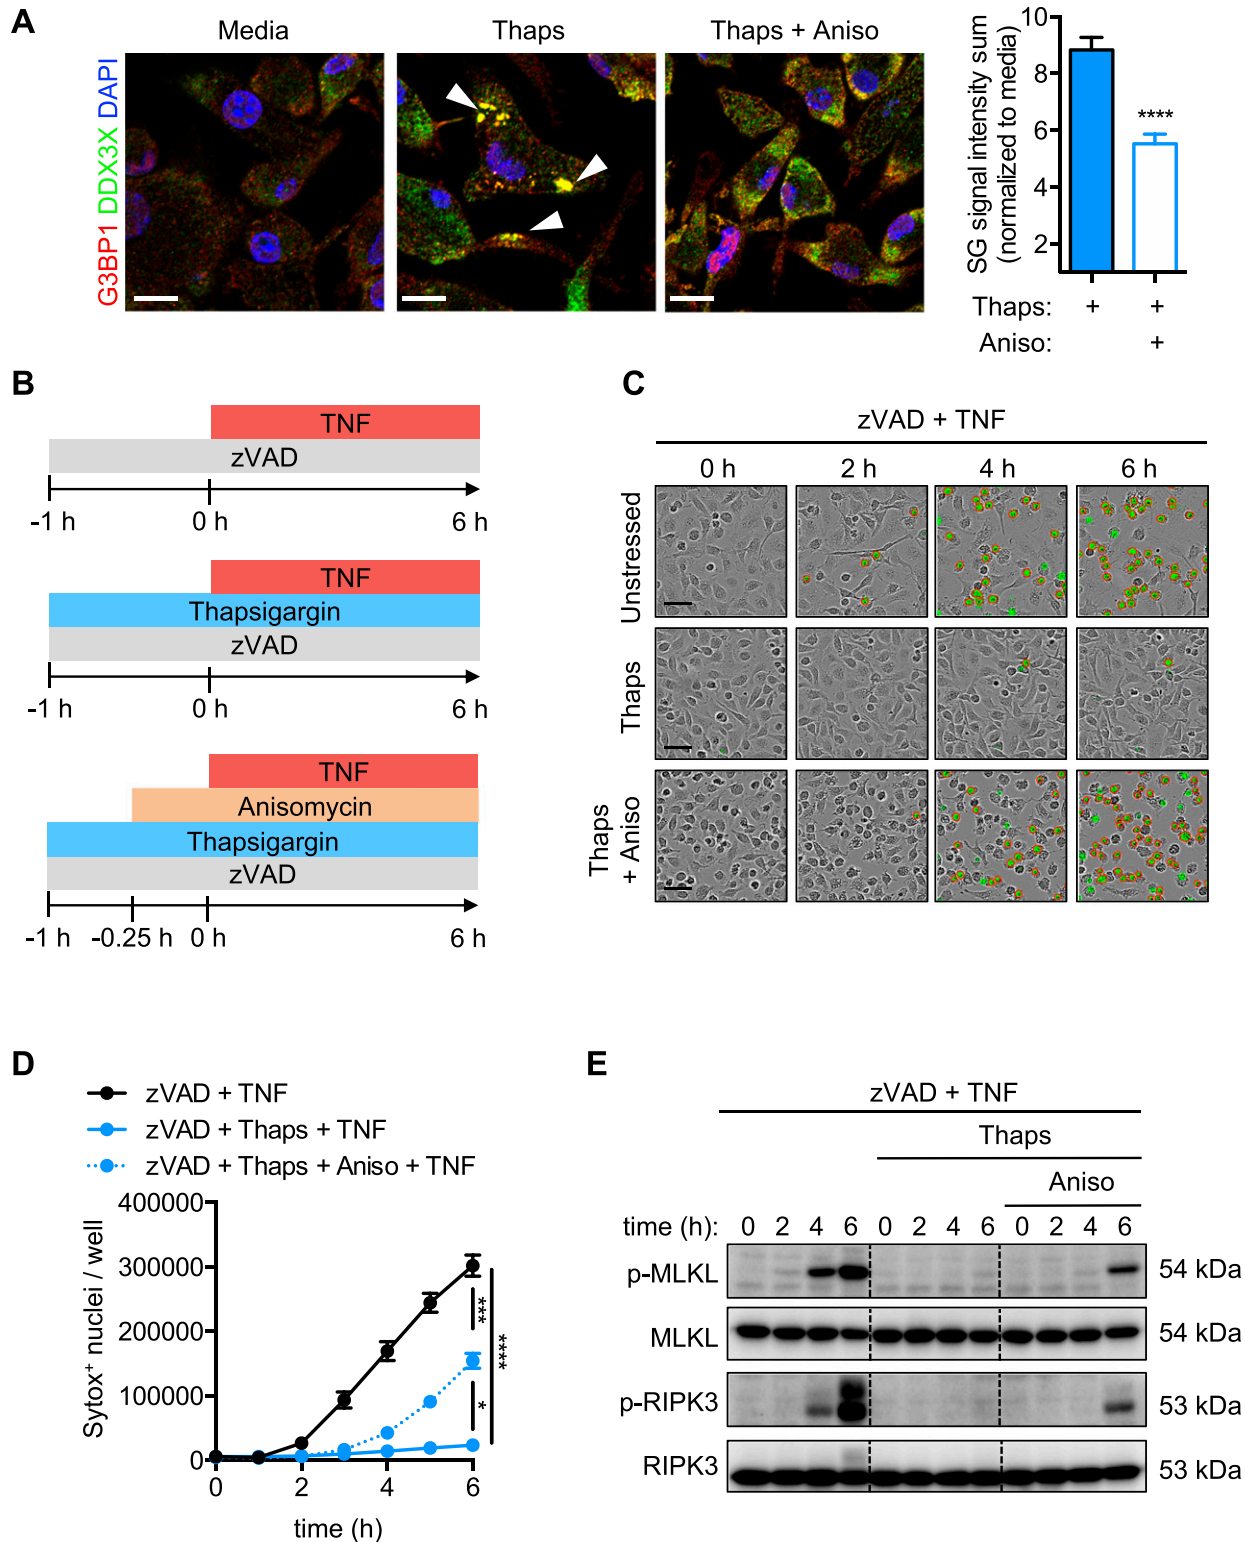 A
Media
Thaps
Thaps + Aniso
G3BP1 DDX3X DAPI
SG signal intensity sum
(normalized to media)
10
8
6
4
2
****
Thaps: + +
Aniso: +
B
TNF
zVAD
-1 h 0 h 6 h
TNF
Thapsigargin
zVAD
-1 h 0 h 6 h
TNF
Anisomycin
Thapsigargin
zVAD
-1 h -0.25 h 0 h 6 h
C
zVAD + TNF
0 h 2 h 4 h 6 h
Unstressed
Thaps
Thaps
+ Aniso
D
zVAD + TNF
zVAD + Thaps + TNF
zVAD + Thaps + Aniso + TNF
Sytox⁺ nuclei / well
400000
300000
200000
100000
0
0 2 4 6
time (h)
***
****
*
E
zVAD + TNF
Thaps
Aniso
time (h): 0 2 4 6 0 2 4 6 0 2 4 6
p-MLKL 54 kDa
MLKL 54 kDa
p-RIPK3 53 kDa
RIPK3 53 kDa